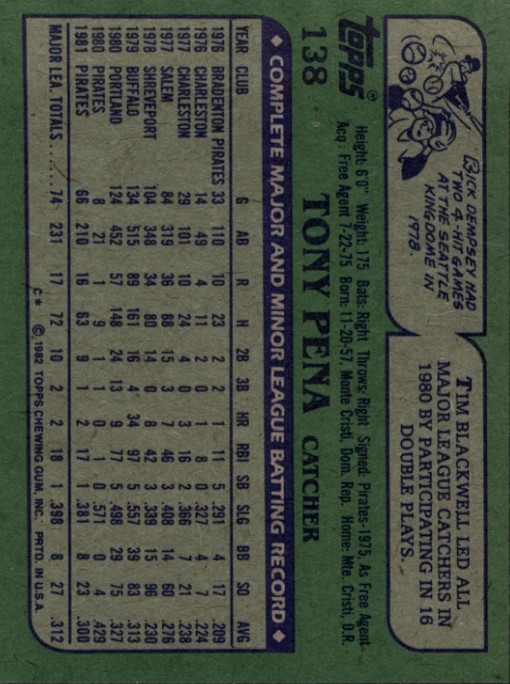 topps®
138
Height: 6'0" Weight: 175 Bats: Right Throws: Right Signed: Pirates-1975, As Free Agent
Acq: Free Agent 7-22-75 Born: 11-20-57, Monte Cristi, Dom. Rep. Home: Mte. Cristi, D.R.
TONY PENA CATCHER
RICK DEMPSEY HAD
TWO 4-HIT GAMES
AT THE SEATTLE
KINGDOME IN
1978.
TIM BLACKWELL LED ALL
MAJOR LEAGUE CATCHERS IN
1980 BY PARTICIPATING IN 16
DOUBLE PLAYS.
◆ COMPLETE MAJOR AND MINOR LEAGUE BATTING RECORD ◆
YEAR CLUB G AB R H 2B 3B HR RBI SB SLG BB SO AVG
1976 BRADENTON PIRATES 33 110 10 23 2 2 1 11 5 .291 4 17 .209
1976 CHARLESTON 14 49 4 11 2 0 1 8 0 .327 4 7 .224
1977 CHARLESTON 29 101 10 24 4 0 3 16 2 .366 7 21 .238
1977 SALEM 84 319 36 88 15 3 7 46 3 .408 14 60 .276
1978 SHREVEPORT 104 348 34 80 14 0 8 42 3 .339 15 96 .230
1979 BUFFALO 134 515 89 161 16 4 34 97 5 .557 39 83 .313
1980 PORTLAND 124 452 57 148 24 13 9 77 5 .498 29 75 .327
1980 PIRATES 8 21 1 9 1 1 0 1 0 .571 0 4 .429
1981 PIRATES 66 210 16 63 9 1 2 17 1 .381 8 23 .300
MAJOR LEA. TOTALS 74 231 17 72 10 2 2 18 1 .398 8 27 .312
C* © 1982 TOPPS CHEWING GUM, INC. PRTD. IN U.S.A.